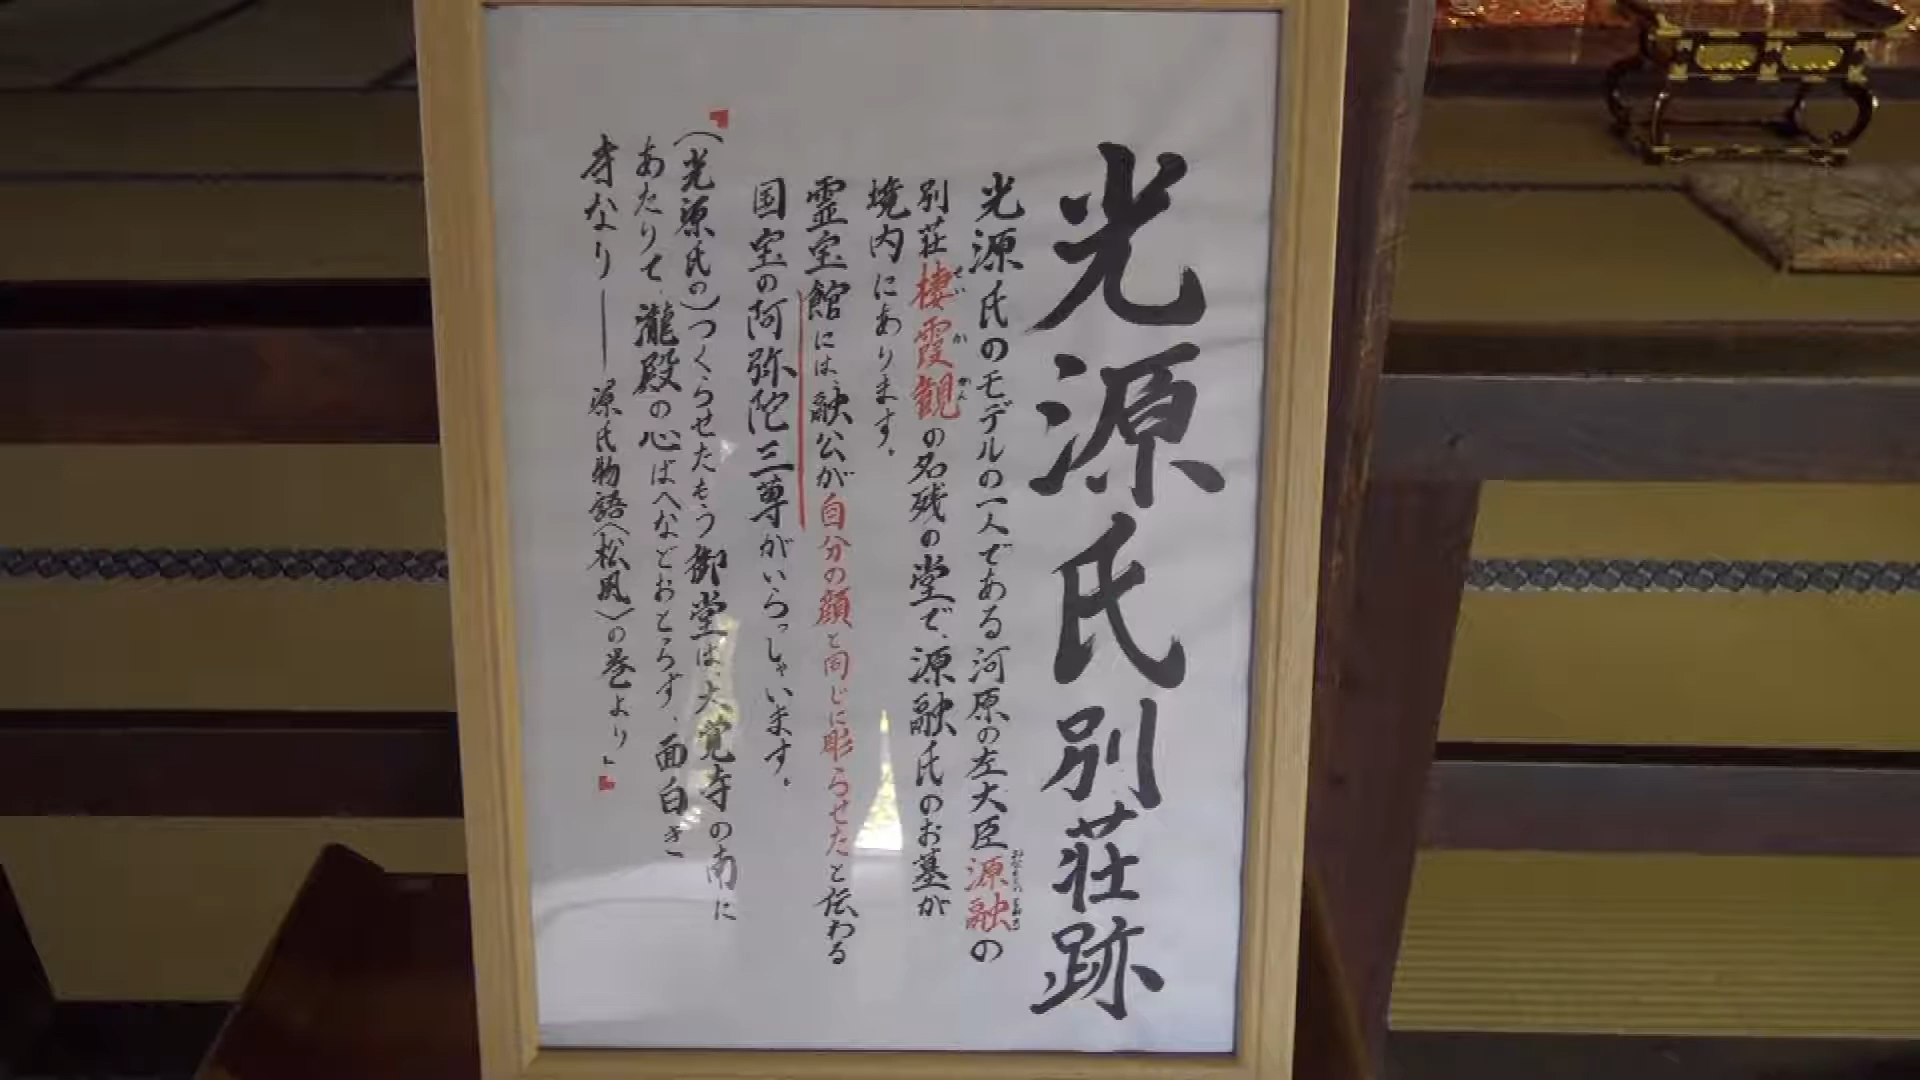 光源氏別荘跡
光源氏のモデルの一人である河原の左大臣源融の
別荘棲霞観の名残の堂で、源融氏のお墓が
境内にあります。
霊宝館には、融公が自分の顔と同じに彫らせたと伝わる
国宝の阿弥陀三尊がいらっしゃいます。
(光源氏の)つくらせたもう御堂は、大覚寺の南に
あたりて、瀧殿の心ばへなどおとらず、面白き
寺なり――源氏物語(松風)の巻より」